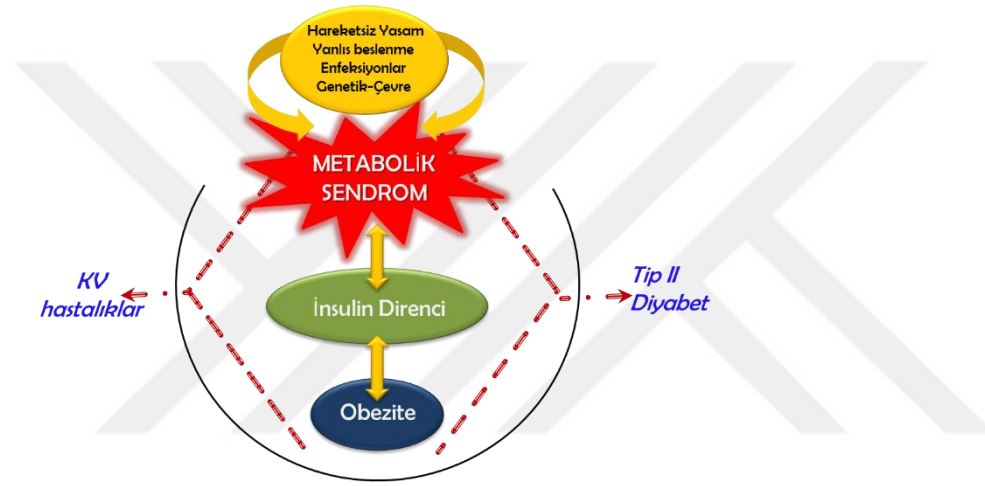 Hareketsiz Yasam
Yanlıs beslenme
Enfeksiyonlar
Genetik-Çevre
METABOLİK
SENDROM
KV
hastalıklar
İnsulin Direnci
Tip II
Diyabet
Obezite